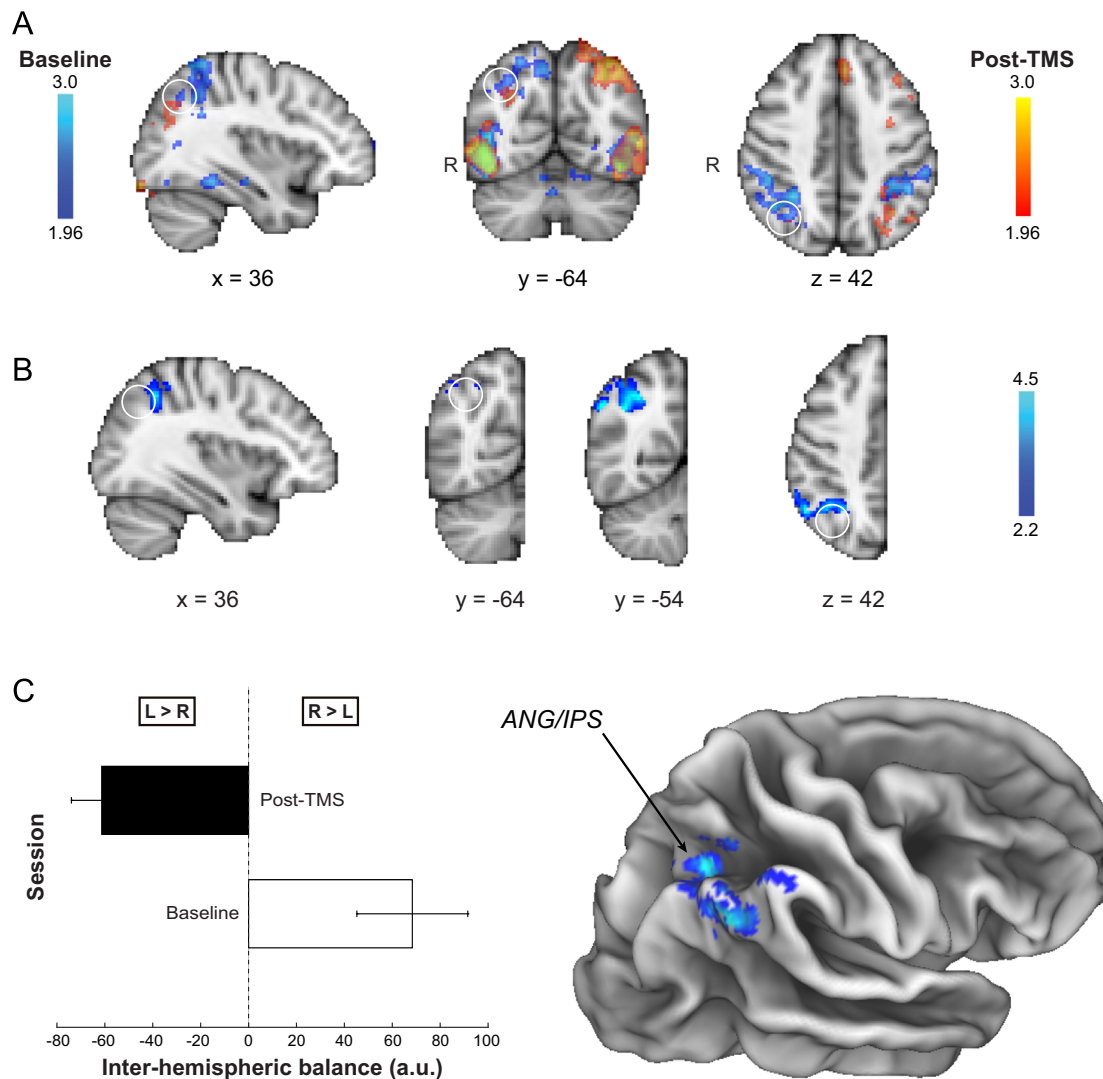 A
Baseline
3.0
1.96
R
R
Post-TMS
3.0
1.96
x = 36
y = -64
z = 42
B
4.5
2.2
x = 36
y = -64
y = -54
z = 42
C
L > R
R > L
ANG/IPS
Session
Post-TMS
Baseline
-80 -60 -40 -20 0 20 40 60 80 100
Inter-hemispheric balance (a.u.)